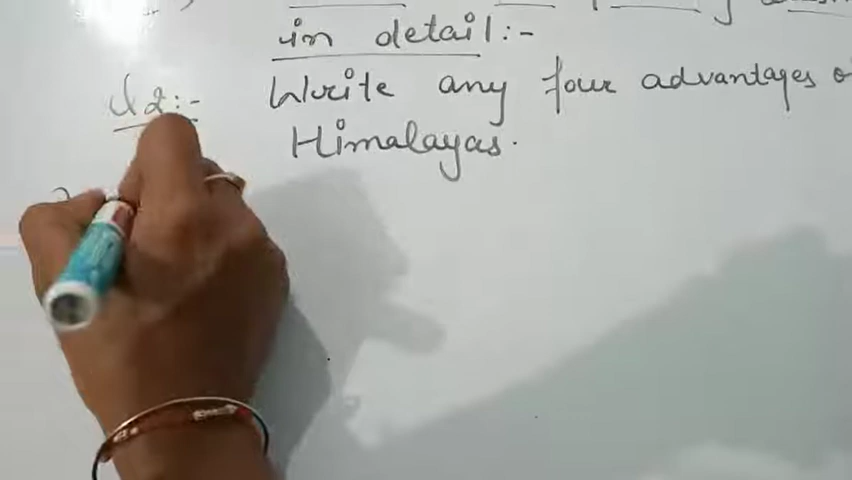 in detail:-
Q2:- Write any four advantages
Himalayas.